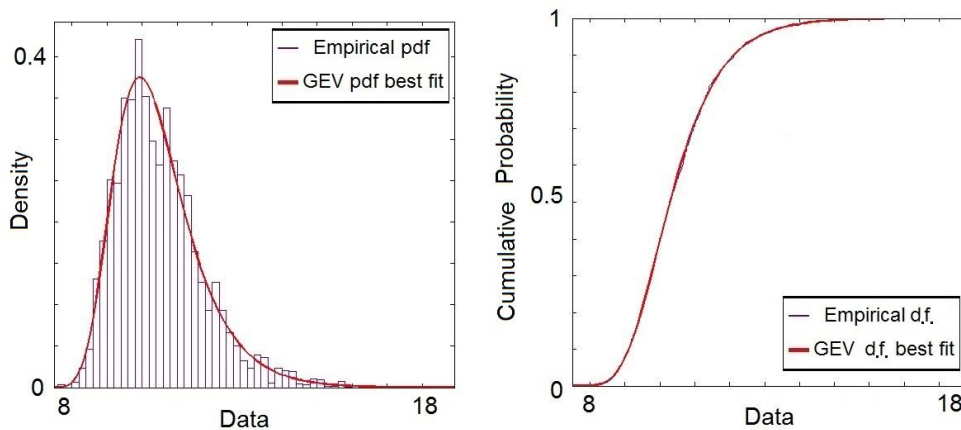 0.4
Density
0
8
Data
18
Empirical pdf
GEV pdf best fit
1
Cumulative Probability
0.5
0
8
Data
18
Empirical d.f.
GEV d.f. best fit